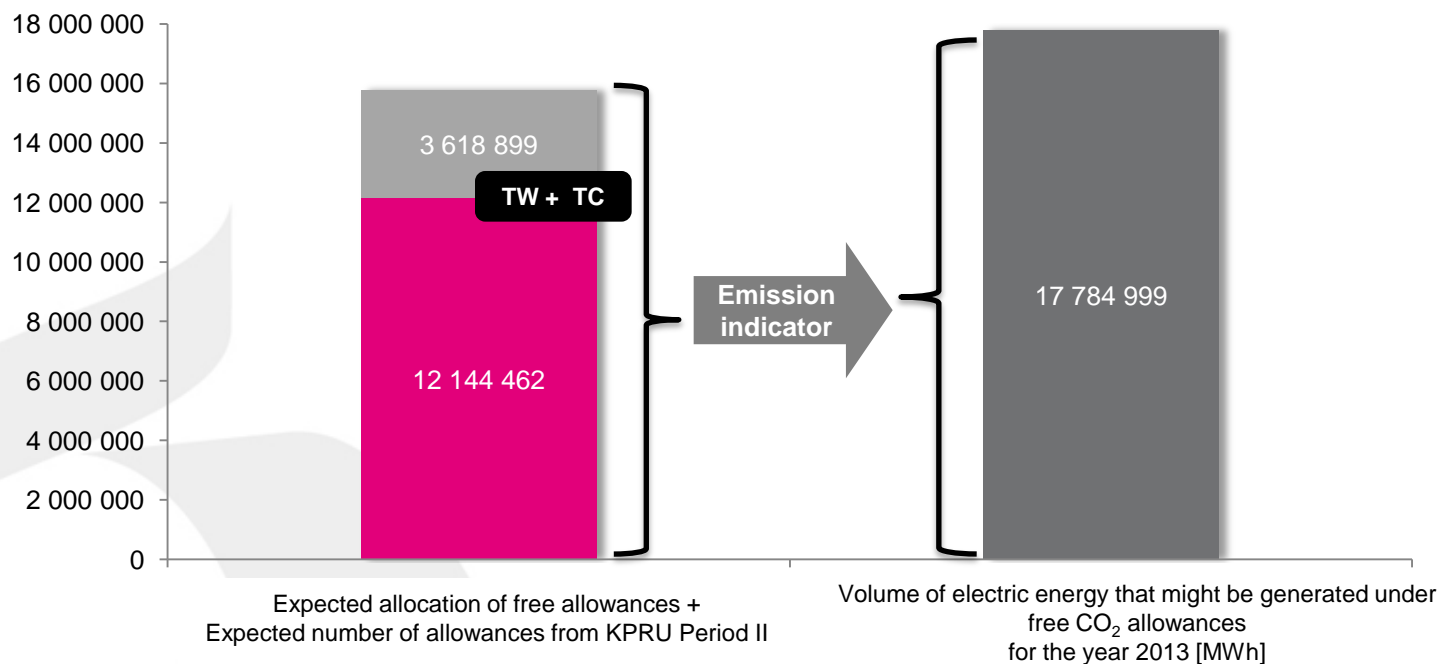 18 000 000
16 000 000
14 000 000
12 000 000
10 000 000
8 000 000
6 000 000
4 000 000
2 000 000
0
3 618 899
TW + TC
12 144 462
Emission
indicator
17 784 999
Expected allocation of free allowances +
Expected number of allowances from KPRU Period II
Volume of electric energy that might be generated under
free CO₂ allowances
for the year 2013 [MWh]